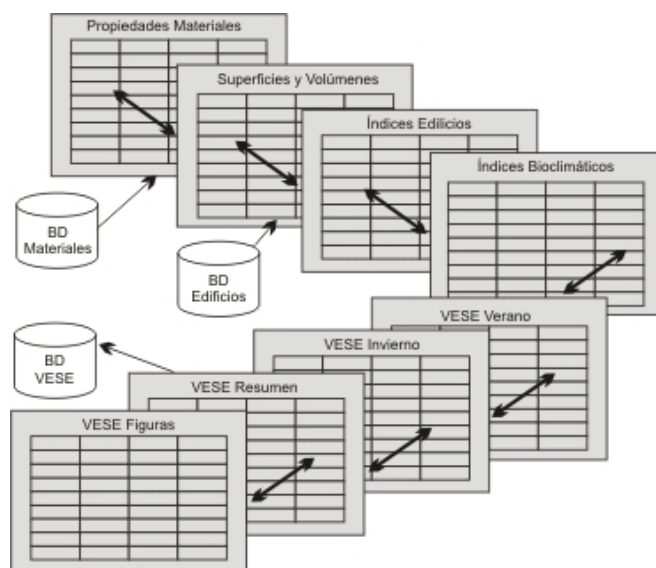 Propiedades Materiales
Superficies y Volúmenes
Índices Edilicios
Índices Bioclimáticos
BD
Materiales
BD
Edificios
VESE Verano
VESE Invierno
BD
VESE
VESE Resumen
VESE Figuras